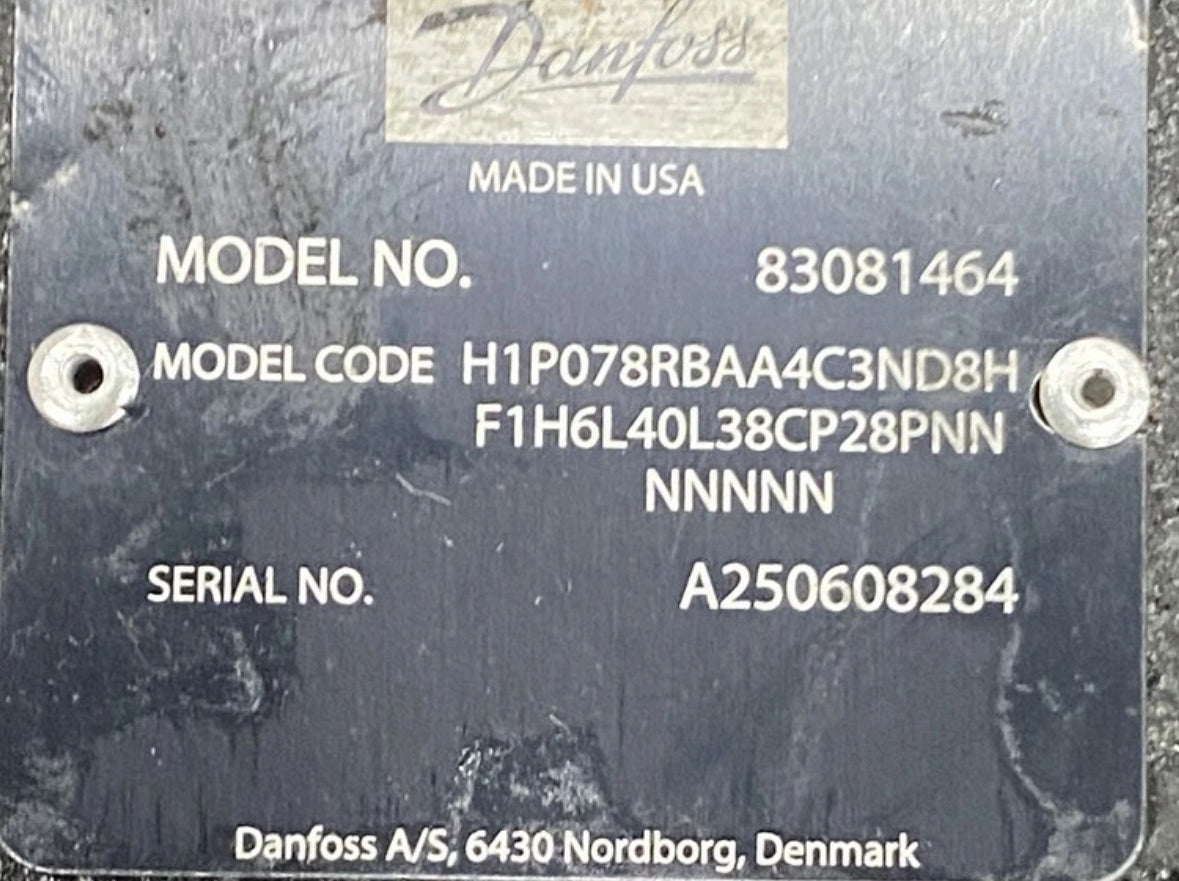 Danfoss
MADE IN USA
MODEL NO. 83081464
MODEL CODE H1P078RBAA4C3ND8H
F1H6L40L38CP28PNN
NNNNN
SERIAL NO. A250608284
Danfoss A/S, 6430 Nordborg, Denmark